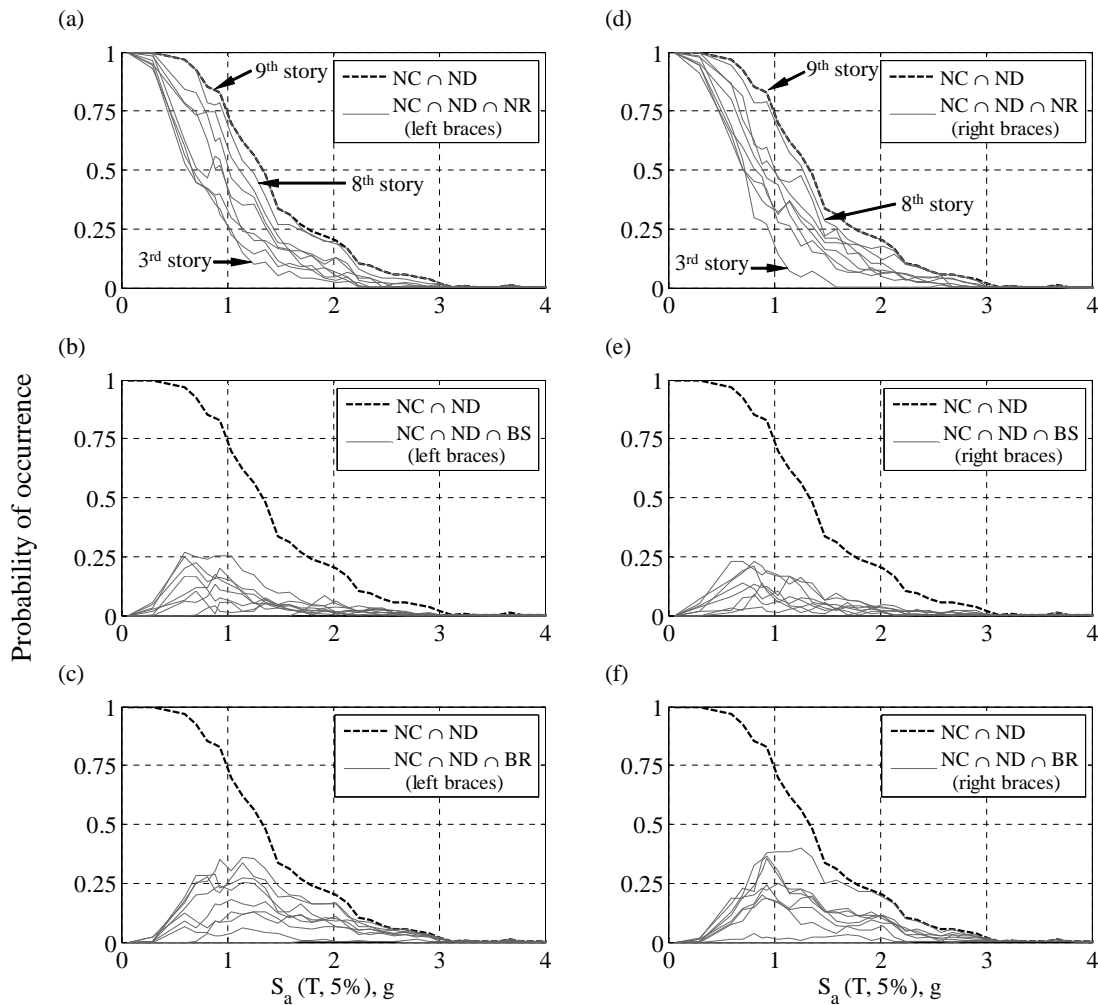 Probability of occurrence
(a)
1
0.75
0.5
0.25
0
0 1 2 3 4
9th story
8th story
3rd story
NC ∩ ND
NC ∩ ND ∩ NR
(left braces)
(d)
1
0.75
0.5
0.25
0
0 1 2 3 4
9th story
8th story
3rd story
NC ∩ ND
NC ∩ ND ∩ NR
(right braces)
(b)
1
0.75
0.5
0.25
0
0 1 2 3 4
NC ∩ ND
NC ∩ ND ∩ BS
(left braces)
(e)
1
0.75
0.5
0.25
0
0 1 2 3 4
NC ∩ ND
NC ∩ ND ∩ BS
(right braces)
(c)
1
0.75
0.5
0.25
0
0 1 2 3 4
NC ∩ ND
NC ∩ ND ∩ BR
(left braces)
Sa (T, 5%), g
(f)
1
0.75
0.5
0.25
0
0 1 2 3 4
NC ∩ ND
NC ∩ ND ∩ BR
(right braces)
Sa (T, 5%), g